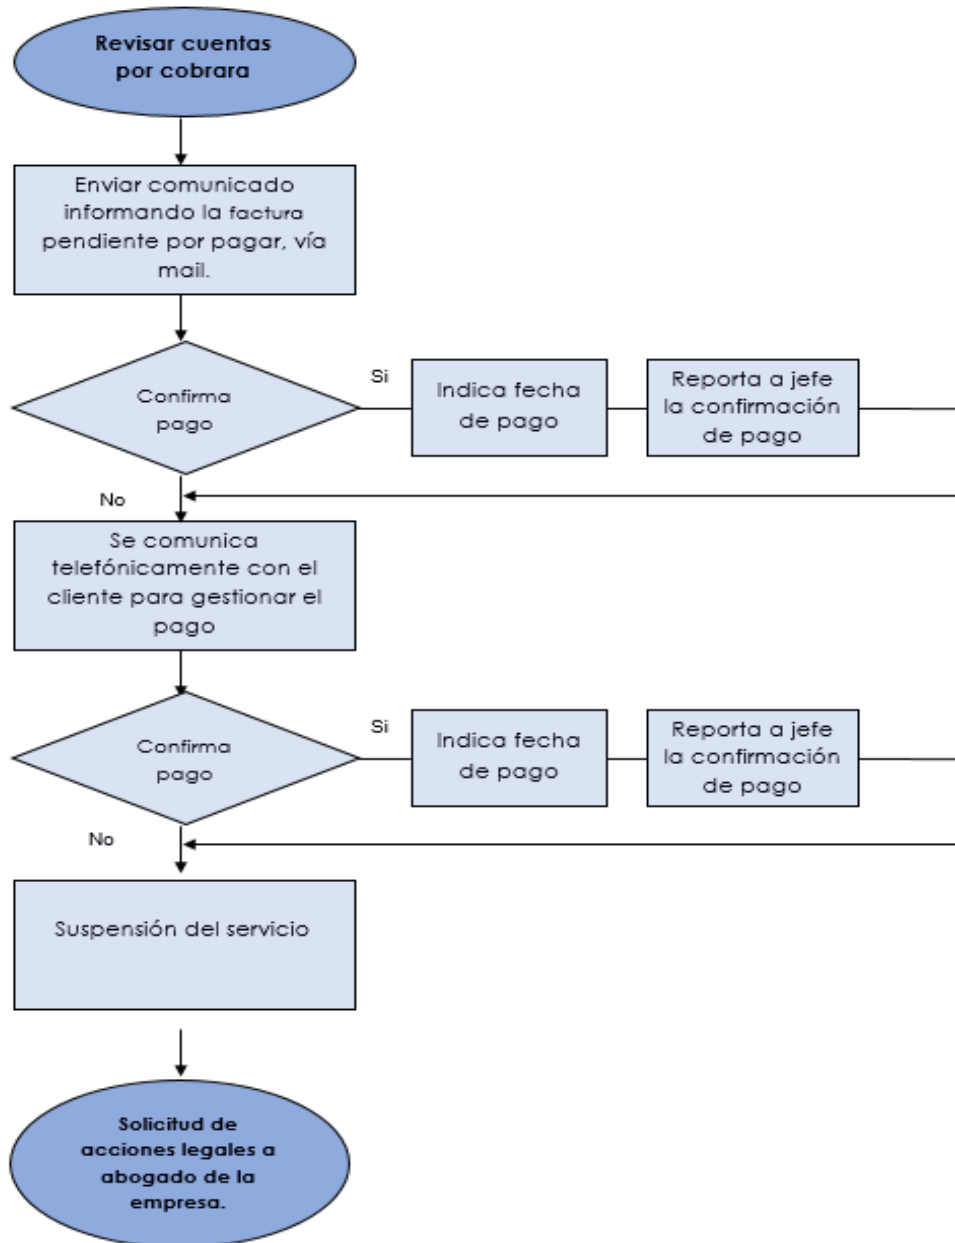 Revisar cuentas
por cobrara
Enviar comunicado
informando la factura
pendiente por pagar, vía
mail.
Confirma
pago
Si
Indica fecha
de pago
Reporta a jefe
la confirmación
de pago
No
Se comunica
telefónicamente con el
cliente para gestionar el
pago
Confirma
pago
Si
Indica fecha
de pago
Reporta a jefe
la confirmación
de pago
No
Suspensión del servicio
Solicitud de
acciones legales a
abogado de la
empresa.